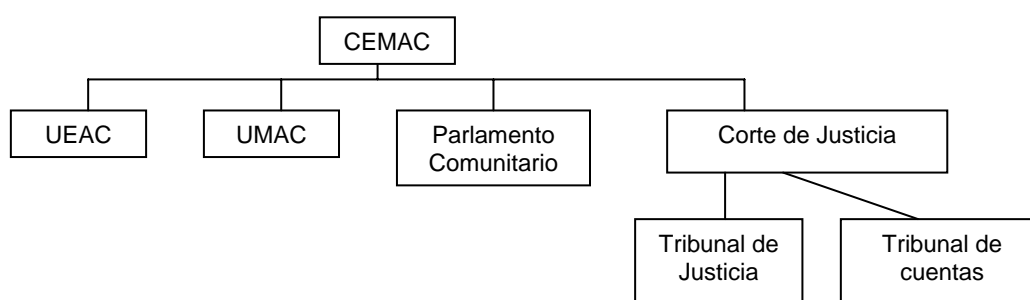 CEMAC
UEAC
UMAC
Parlamento
Comunitario
Corte de Justicia
Tribunal de
Justicia
Tribunal de
cuentas